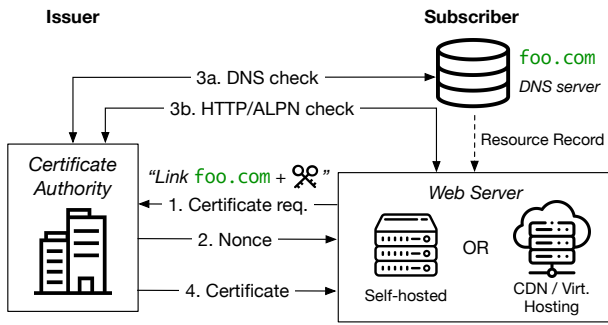 Issuer
Subscriber
foo.com
DNS server
3a. DNS check
3b. HTTP/ALPN check
Resource Record
Certificate
Authority
“Link foo.com + ”
Web Server
1. Certificate req.
2. Nonce
OR
4. Certificate
Self-hosted
CDN / Virt.
Hosting